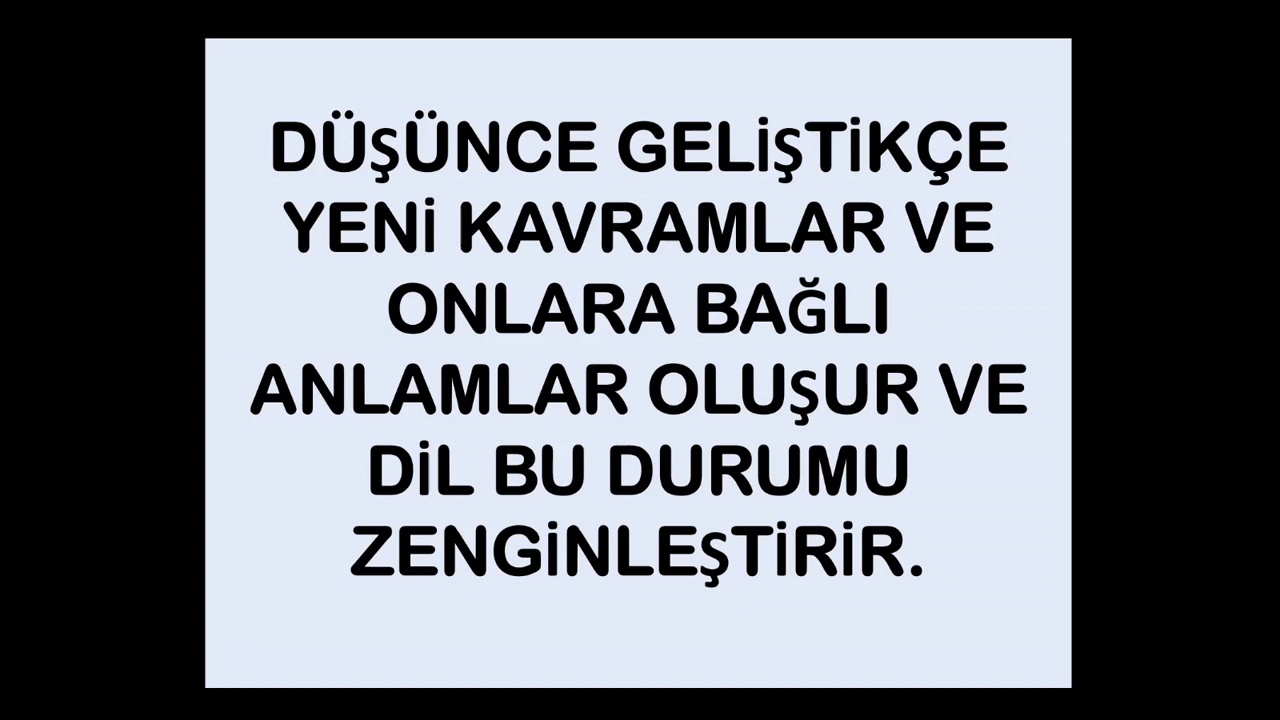 DÜŞÜNCE GELİŞTİKÇE
YENİ KAVRAMLAR VE
ONLARA BAĞLI
ANLAMLAR OLUŞUR VE
DİL BU DURUMU
ZENGİNLEŞTİRİR.